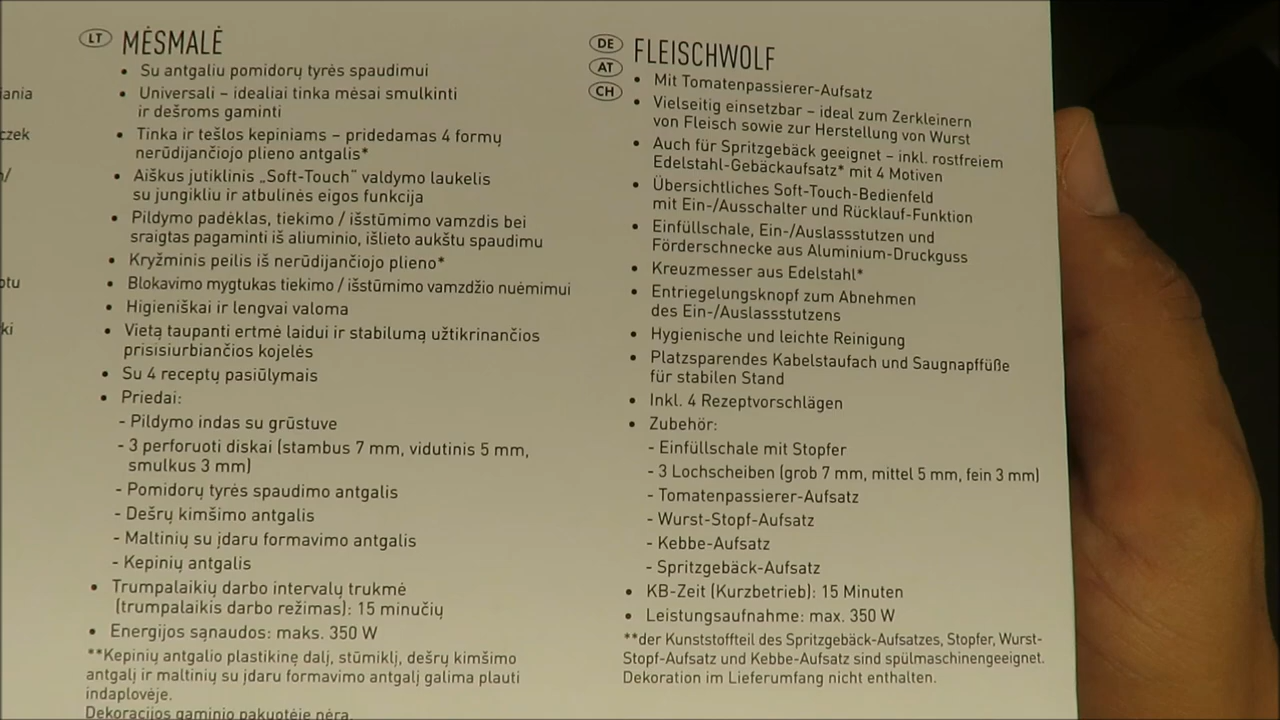 iania
czek
n/
ptu
ki
LT MĖSMALĖ
• Su antgaliu pomidorų tyrės spaudimui
• Universali – idealiai tinka mėsai smulkinti
ir dešroms gaminti
• Tinka ir tešlos kepiniams – pridedamas 4 formų
nerūdijančiojo plieno antgalis*
• Aiškus jutiklinis „Soft-Touch" valdymo laukelis
su jungikliu ir atbulinės eigos funkcija
• Pildymo padėklas, tiekimo / išstūmimo vamzdis bei
sraigtas pagaminti iš aliuminio, išlieto aukštu spaudimu
• Kryžminis peilis iš nerūdijančiojo plieno*
• Blokavimo mygtukas tiekimo / išstūmimo vamzdžio nuėmimui
• Higieniškai ir lengvai valoma
• Vietą taupanti ertmė laidui ir stabilumą užtikrinančios
prisisiurbiančios kojelės
• Su 4 receptų pasiūlymais
• Priedai:
- Pildymo indas su grūstuve
- 3 perforuoti diskai (stambus 7 mm, vidutinis 5 mm,
smulkus 3 mm)
- Pomidorų tyrės spaudimo antgalis
- Dešrų kimšimo antgalis
- Maltinių su įdaru formavimo antgalis
- Kepinių antgalis
• Trumpalaikių darbo intervalų trukmė
(trumpalaikis darbo režimas): 15 minučių
• Energijos sąnaudos: maks. 350 W
**Kepinių antgalio plastikinę dalį, stūmiklį, dešrų kimšimo
antgalį ir maltinių su įdaru formavimo antgalį galima plauti
indaplovėje.
Dekoracijos gaminio pakuotėje nėra.
DE AT CH FLEISCHWOLF
• Mit Tomatenpassierer-Aufsatz
• Vielseitig einsetzbar – ideal zum Zerkleinern
von Fleisch sowie zur Herstellung von Wurst
• Auch für Spritzgebäck geeignet – inkl. rostfreiem
Edelstahl-Gebäckaufsatz* mit 4 Motiven
• Übersichtliches Soft-Touch-Bedienfeld
mit Ein-/Ausschalter und Rücklauf-Funktion
• Einfüllschale, Ein-/Auslassstutzen und
Förderschnecke aus Aluminium-Druckguss
• Kreuzmesser aus Edelstahl*
• Entriegelungsknopf zum Abnehmen
des Ein-/Auslassstutzens
• Hygienische und leichte Reinigung
• Platzsparendes Kabelstaufach und Saugnapffüße
für stabilen Stand
• Inkl. 4 Rezeptvorschlägen
• Zubehör:
- Einfüllschale mit Stopfer
- 3 Lochscheiben (grob 7 mm, mittel 5 mm, fein 3 mm)
- Tomatenpassierer-Aufsatz
- Wurst-Stopf-Aufsatz
- Kebbe-Aufsatz
- Spritzgebäck-Aufsatz
• KB-Zeit (Kurzbetrieb): 15 Minuten
• Leistungsaufnahme: max. 350 W
**der Kunststoffteil des Spritzgebäck-Aufsatzes, Stopfer, Wurst-
Stopf-Aufsatz und Kebbe-Aufsatz sind spülmaschinengeeignet.
Dekoration im Lieferumfang nicht enthalten.